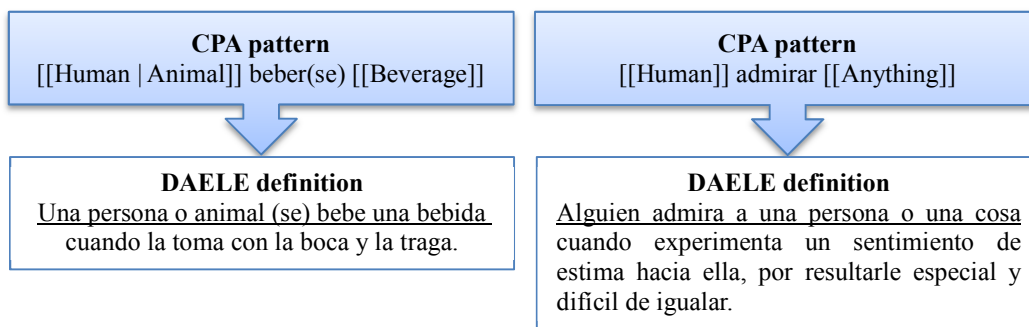 CPA pattern
[[Human | Animal]] beber(se) [[Beverage]]
DAELE definition
Una persona o animal (se) bebe una bebida
cuando la toma con la boca y la traga.
CPA pattern
[[Human]] admirar [[Anything]]
DAELE definition
Alguien admira a una persona o una cosa
cuando experimenta un sentimiento de
estima hacia ella, por resultarle especial y
difícil de igualar.